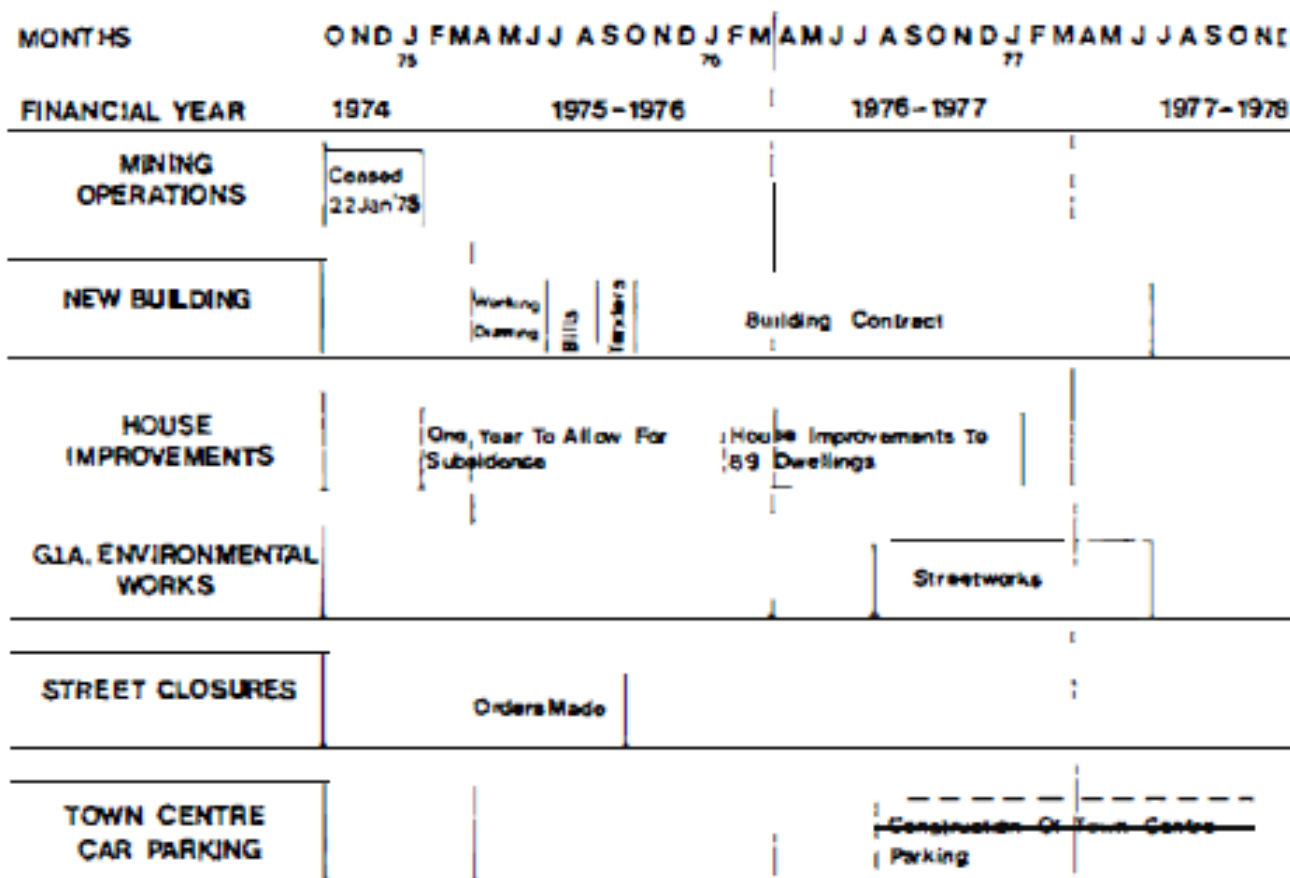 MONTHS O N D J F M A M J J A S O N D J F M A M J J A S O N D J F M A M J J A S O N D
75 76 77
FINANCIAL YEAR 1974 1975-1976 1976-1977 1977-1978
MINING
OPERATIONS
Ceased
22 Jan '75
NEW BUILDING
Working
Drawing
Bills
Tenders
Building Contract
HOUSE
IMPROVEMENTS
One Year To Allow For
Subsidence
House Improvements To
89 Dwellings
G.I.A. ENVIRONMENTAL
WORKS
Streetworks
STREET CLOSURES
Orders Made
TOWN CENTRE
CAR PARKING
Construction Of Town Centre
Parking